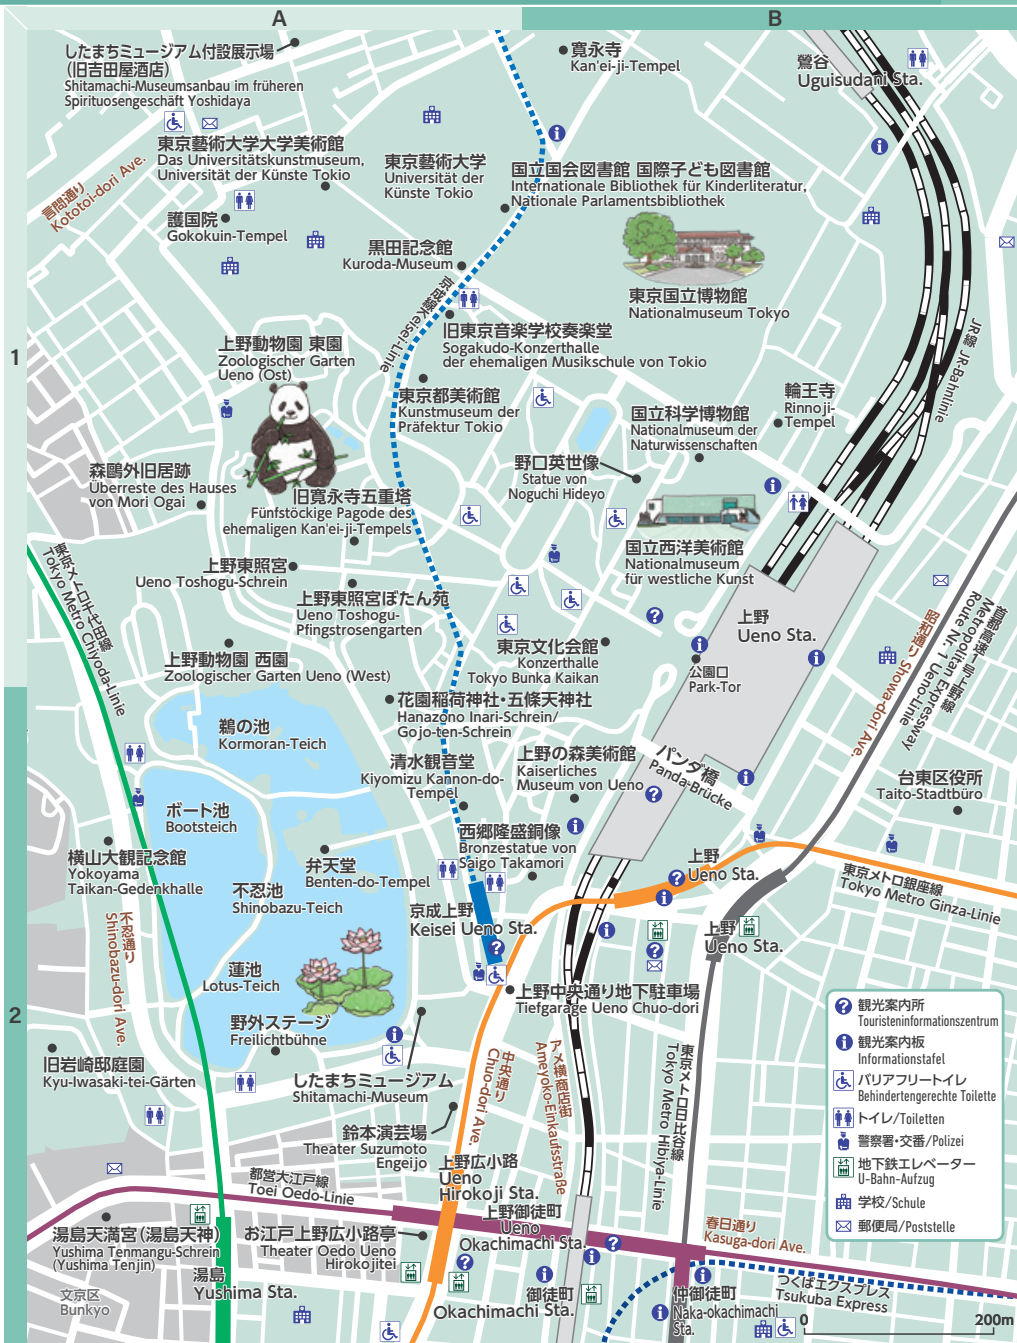 A
B
1
2
したまちミュージアム付設展示場
(旧吉田屋酒店)
Shitamachi-Museumsanbau im früheren
Spirituosengeschäft Yoshidaya
寛永寺
Kan'ei-ji-Tempel
鶯谷
Uguisudani Sta.
言問通り
Kototoi-dori Ave.
東京藝術大学大学美術館
Das Universitätskunstmuseum,
Universität der Künste Tokio
東京藝術大学
Universität der
Künste Tokio
国立国会図書館 国際子ども図書館
Internationale Bibliothek für Kinderliteratur,
Nationale Parlamentsbibliothek
護国院
Gokokuin-Tempel
黒田記念館
Kuroda-Museum
京成線Keisei-Linie
東京国立博物館
Nationalmuseum Tokyo
JR線 JR-Bahnlinie
旧東京音楽学校奏楽堂
Sogakudo-Konzerthalle
der ehemaligen Musikschule von Tokio
上野動物園 東園
Zoologischer Garten
Ueno (Ost)
東京都美術館
Kunstmuseum der
Präfektur Tokio
輪王寺
Rinnoji-
Tempel
国立科学博物館
Nationalmuseum der
Naturwissenschaften
森鷗外旧居跡
Überreste des Hauses
von Mori Ogai
野口英世像
Statue von
Noguchi Hideyo
旧寛永寺五重塔
Fünfstöckige Pagode des
ehemaligen Kan'ei-ji-Tempels
国立西洋美術館
Nationalmuseum
für westliche Kunst
東京メトロ千代田線
Tokyo Metro Chiyoda-Linie
上野東照宮
Ueno Toshogu-Schrein
上野東照宮ぼたん苑
Ueno Toshogu-
Pfingstrosengarten
上野
Ueno Sta.
首都高速1号上野線
Metropolitan Expressway
Route Nr. 1 Ueno-Linie
昭和通り Showa-dori Ave.
上野動物園 西園
Zoologischer Garten Ueno (West)
東京文化会館
Konzerthalle
Tokyo Bunka Kaikan
公園口
Park-Tor
花園稲荷神社・五條天神社
Hanazono Inari-Schrein/
Gojo-ten-Schrein
鵜の池
Kormoran-Teich
清水観音堂
Kiyomizu Kannon-do-
Tempel
上野の森美術館
Kaiserliches
Museum von Ueno
パンダ橋
Panda-Brücke
台東区役所
Taito-Stadtbüro
ボート池
Bootsteich
西郷隆盛銅像
Bronzestatue von
Saigo Takamori
横山大観記念館
Yokoyama
Taikan-Gedenkhalle
弁天堂
Benten-do-Tempel
上野
Ueno Sta.
東京メトロ銀座線
Tokyo Metro Ginza-Linie
不忍池
Shinobazu-Teich
京成上野
Keisei Ueno Sta.
上野
Ueno Sta.
不忍通り
Shinobazu-dori Ave.
蓮池
Lotus-Teich
上野中央通り地下駐車場
Tiefgarage Ueno Chuo-dori
野外ステージ
Freilichtbühne
旧岩崎邸庭園
Kyu-Iwasaki-tei-Gärten
したまちミュージアム
Shitamachi-Museum
中央通り
Chuo-dori Ave.
アメ横商店街
Ameyoko-Einkaufsstraße
東京メトロ日比谷線
Tokyo Metro Hibiya-Linie
鈴本演芸場
Theater Suzumoto
Engeijo
観光案内所
Touristeninformationszentrum
観光案内板
Informationstafel
バリアフリートイレ
Behindertengerechte Toilette
トイレ/Toiletten
警察署・交番/Polizei
地下鉄エレベーター
U-Bahn-Aufzug
学校/Schule
郵便局/Poststelle
都営大江戸線
Toei Oedo-Linie
上野広小路
Ueno
Hirokoji Sta.
上野御徒町
Ueno
Okachimachi Sta.
春日通り
Kasuga-dori Ave.
湯島天満宮(湯島天神)
Yushima Tenmangu-Schrein
(Yushima Tenjin)
お江戸上野広小路亭
Theater Oedo Ueno
Hirokojitei
湯島
Yushima Sta.
文京区
Bunkyo
御徒町
Okachimachi Sta.
仲御徒町
Naka-okachimachi
Sta.
つくばエクスプレス
Tsukuba Express
0
200m